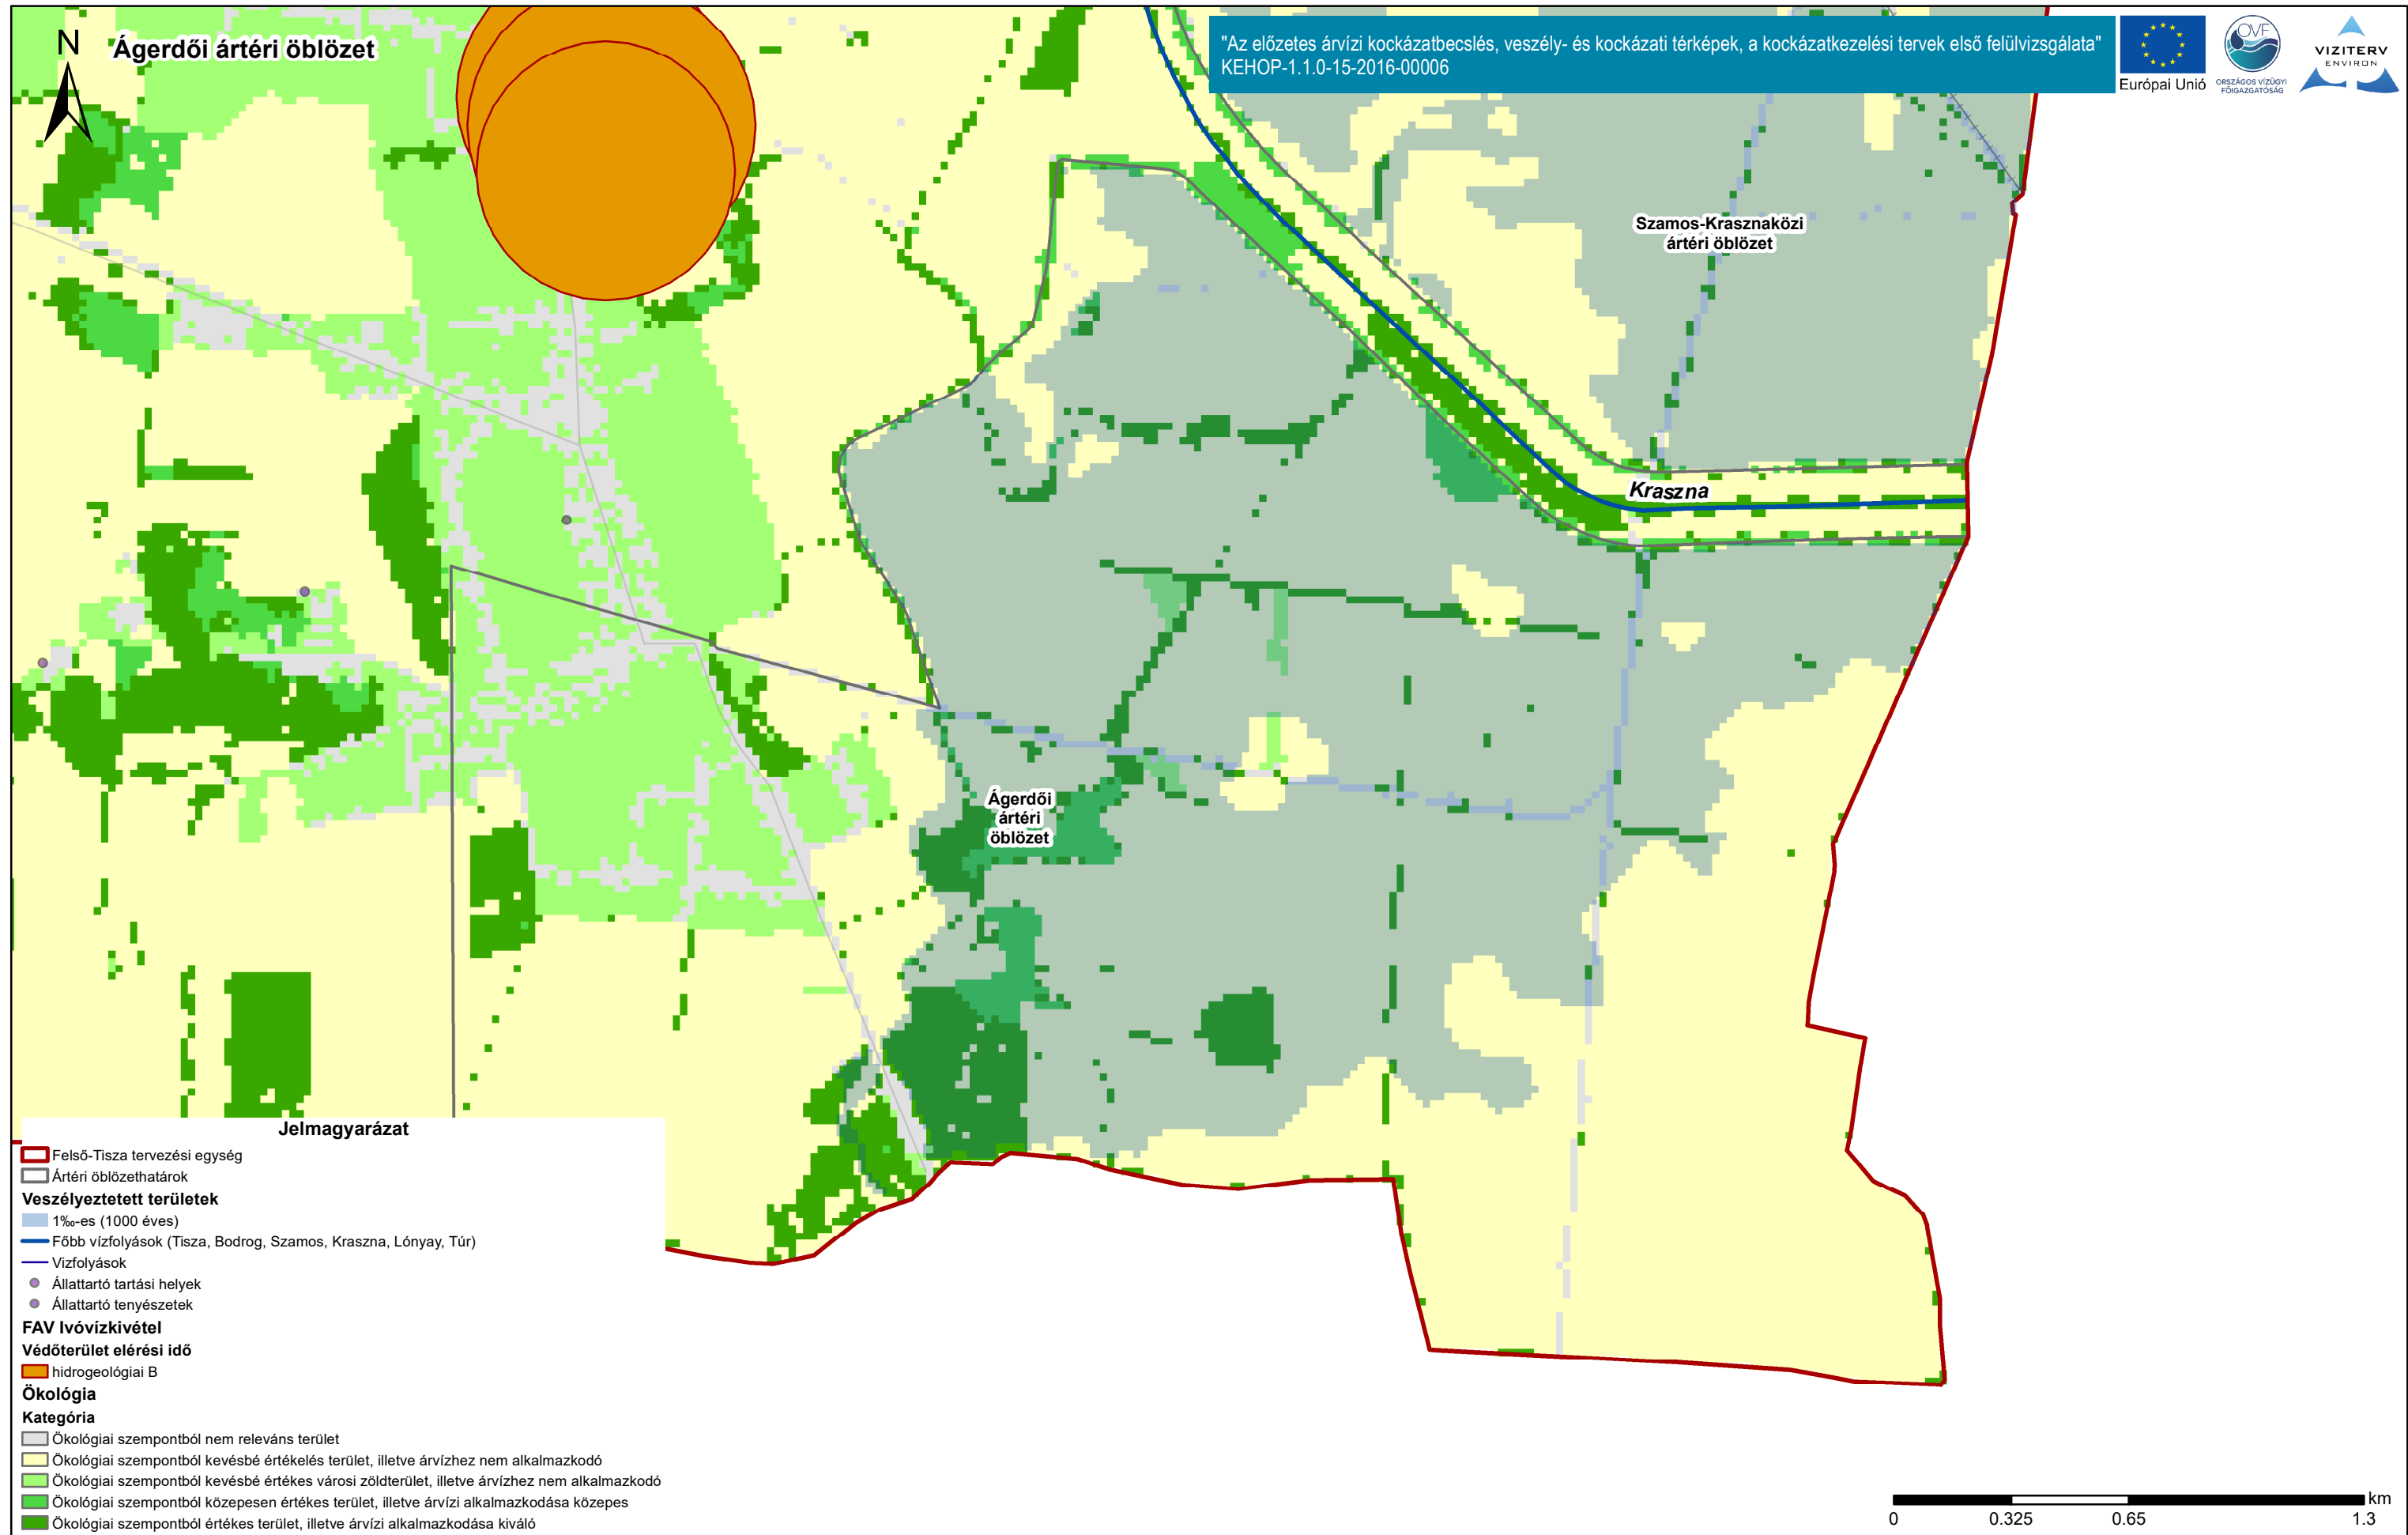 N
Ágerdői ártéri öblözet
"Az előzetes árvízi kockázatbecslés, veszély- és kockázati térképek, a kockázatkezelési tervek első felülvizsgálata"
KEHOP-1.1.0-15-2016-00006
Európai Unió
OVF
ORSZÁGOS VÍZÜGYI
FŐIGAZGATÓSÁG
VIZITERV
ENVIRON
Szamos-Krasznaközi
ártéri öblözet
Kraszna
Ágerdői
ártéri
öblözet
Jelmagyarázat
Felső-Tisza tervezési egység
Ártéri öblözethatárok
Veszélyeztetett területek
1‰-es (1000 éves)
Főbb vízfolyások (Tisza, Bodrog, Szamos, Kraszna, Lónyay, Túr)
Vizfolyások
Állattartó tartási helyek
Állattartó tenyészetek
FAV Ivóvízkivétel
Védőterület elérési idő
hidrogeológiai B
Ökológia
Kategória
Ökológiai szempontból nem releváns terület
Ökológiai szempontból kevésbé értékelés terület, illetve árvízhez nem alkalmazkodó
Ökológiai szempontból kevésbé értékes városi zöldterület, illetve árvízhez nem alkalmazkodó
Ökológiai szempontból közepesen értékes terület, illetve árvízi alkalmazkodása közepes
Ökológiai szempontból értékes terület, illetve árvízi alkalmazkodása kiváló
km
0 0.325 0.65 1.3